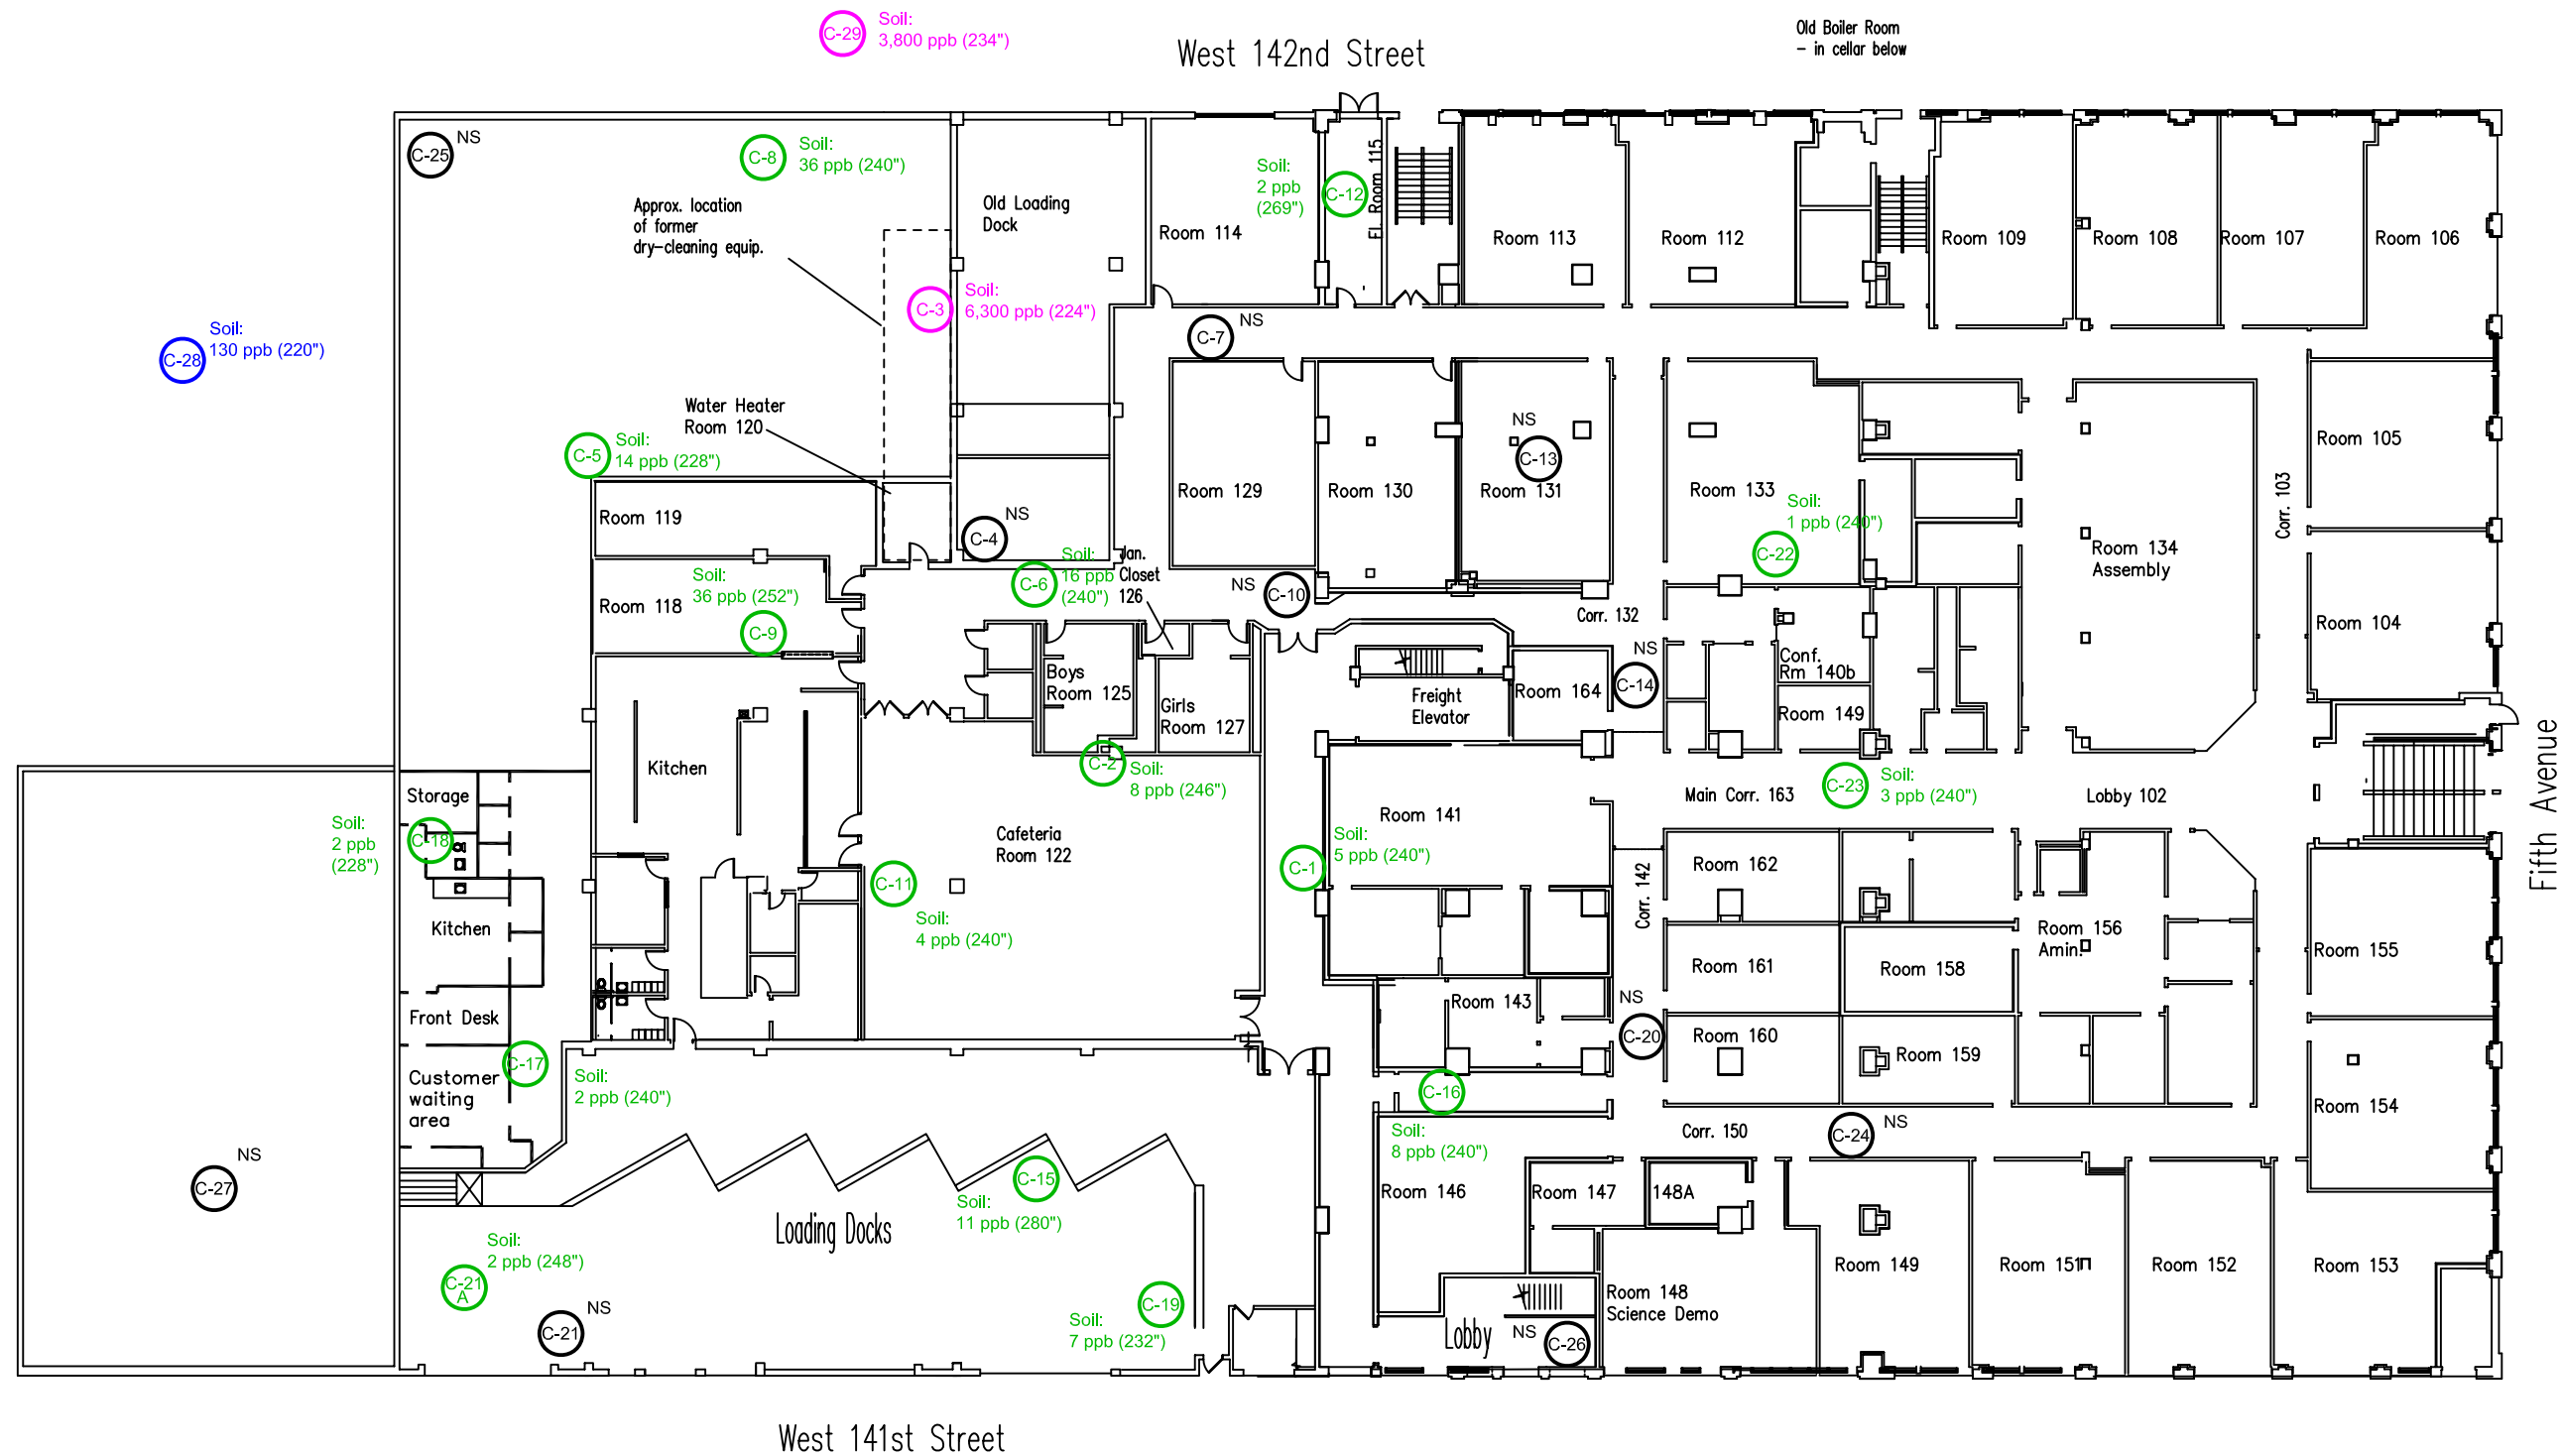 C-29
Soil:
3,800 ppb (234")
West 142nd Street
Old Boiler Room
- in cellar below
C-25
NS
C-8
Soil:
36 ppb (240")
Approx. location
of former
dry-cleaning equip.
Old Loading
Dock
Room 114
Soil:
2 ppb
(269")
C-12
El. Room 115
Room 113
Room 112
Room 109
Room 108
Room 107
Room 106
C-3
Soil:
6,300 ppb (224")
C-28
Soil:
130 ppb (220")
C-7
NS
Water Heater
Room 120
C-5
Soil:
14 ppb (228")
Room 119
C-4
NS
Room 129
Room 130
NS
C-13
Room 131
Room 133
Soil:
1 ppb (240")
C-22
Room 105
Corr. 103
Room 134
Assembly
Room 104
Room 118
Soil:
36 ppb (252")
C-9
C-6
Soil:
16 ppb
(240")
Jan.
Closet
126
NS
C-10
Corr. 132
Boys
Room 125
Girls
Room 127
Freight
Elevator
Room 164
NS
C-14
Conf.
Rm 140b
Room 149
Kitchen
C-2
Soil:
8 ppb (246")
Main Corr. 163
C-23
Soil:
3 ppb (240")
Lobby 102
Fifth Avenue
Storage
Soil:
2 ppb
(228")
C-18
Kitchen
Front Desk
C-17
Customer
waiting
area
Soil:
2 ppb (240")
Cafeteria
Room 122
C-11
Soil:
4 ppb (240")
C-1
Soil:
5 ppb (240")
Room 141
Corr. 142
Room 162
Room 161
Room 158
Room 156
Amin.
Room 155
Room 143
NS
C-20
Room 160
Room 159
Room 154
C-16
Soil:
8 ppb (240")
Corr. 150
C-24
NS
NS
C-27
C-15
Soil:
11 ppb (280")
Loading Docks
Soil:
2 ppb (248")
C-21
A
C-21
NS
C-19
Soil:
7 ppb (232")
Room 146
Room 147
148A
Room 148
Science Demo
Lobby
NS
C-26
Room 149
Room 151
Room 152
Room 153
West 141st Street